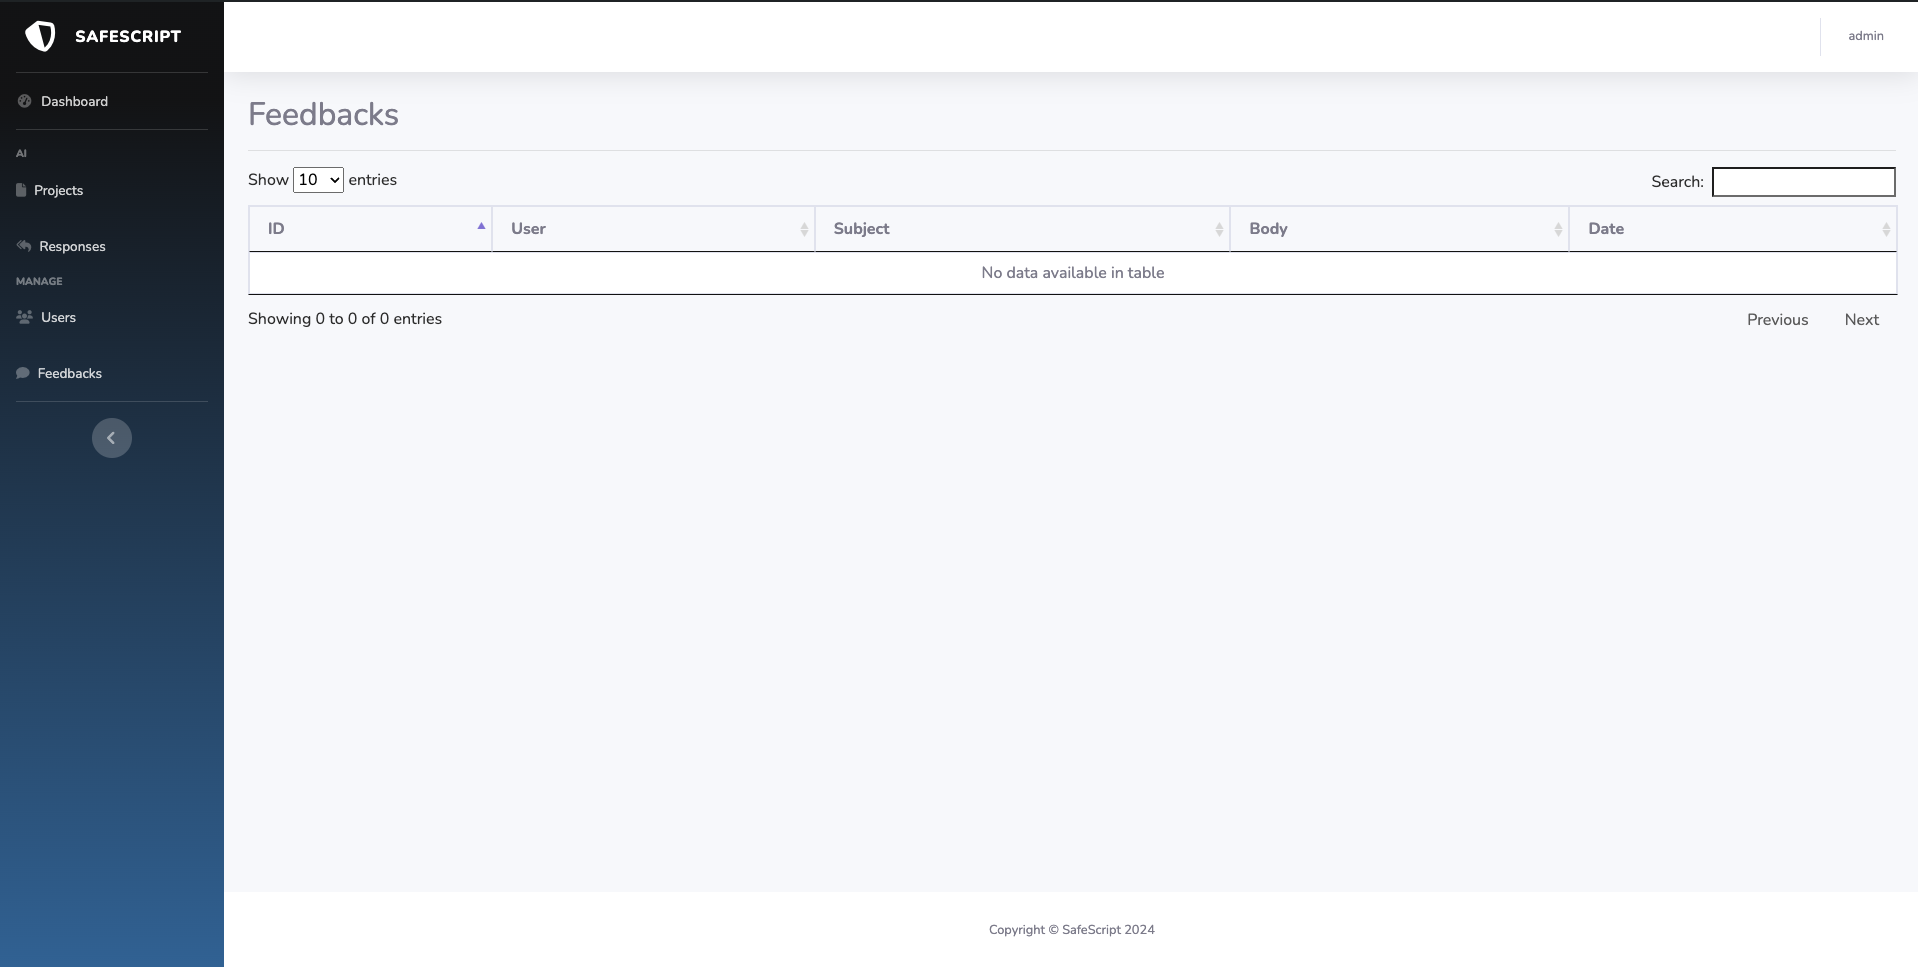 SAFESCRIPT
admin
Dashboard
AI
Projects
Responses
MANAGE
Users
Feedbacks
Feedbacks
Show 10 entries
Search:
ID User Subject Body Date
No data available in table
Showing 0 to 0 of 0 entries
Previous Next
Copyright © SafeScript 2024